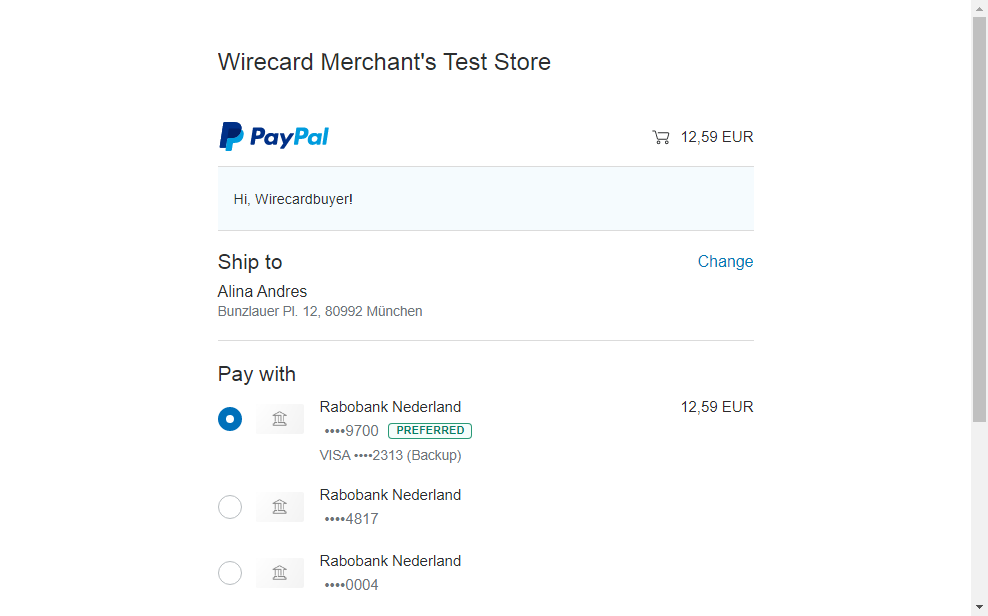 Wirecard Merchant's Test Store
PayPal 12,59 EUR
Hi, Wirecardbuyer!
Ship to Change
Alina Andres
Bunzlauer Pl. 12, 80992 München
Pay with
Rabobank Nederland 12,59 EUR
••••9700 PREFERRED
VISA ••••2313 (Backup)
Rabobank Nederland
••••4817
Rabobank Nederland
••••0004